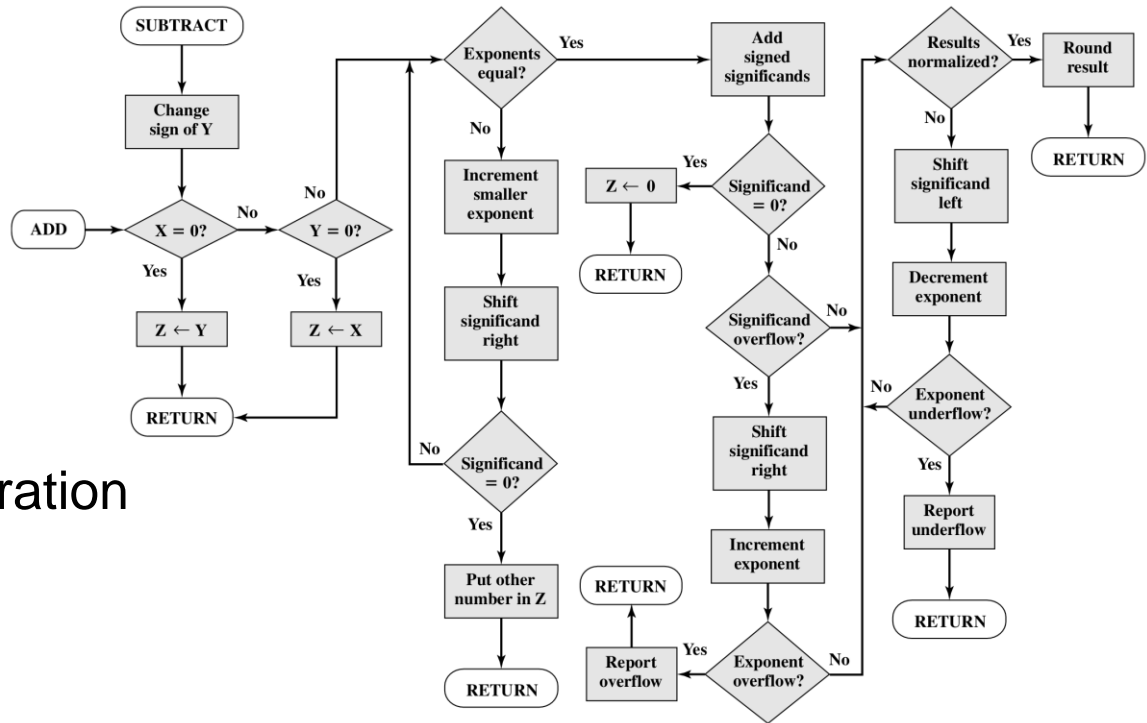 SUBTRACT
Change
sign of Y
ADD
X = 0?
No
Yes
Z ← Y
RETURN
Y = 0?
No
Yes
Z ← X
Exponents
equal?
Yes
No
Increment
smaller
exponent
Shift
significand
right
Significand
= 0?
No
Yes
Put other
number in Z
RETURN
Add
signed
significands
Significand
= 0?
Yes
Z ← 0
RETURN
No
Significand
overflow?
No
Yes
Shift
significand
right
Increment
exponent
Exponent
overflow?
Yes
Report
overflow
RETURN
No
Results
normalized?
Yes
Round
result
RETURN
No
Shift
significand
left
Decrement
exponent
Exponent
underflow?
No
Yes
Report
underflow
RETURN
ration